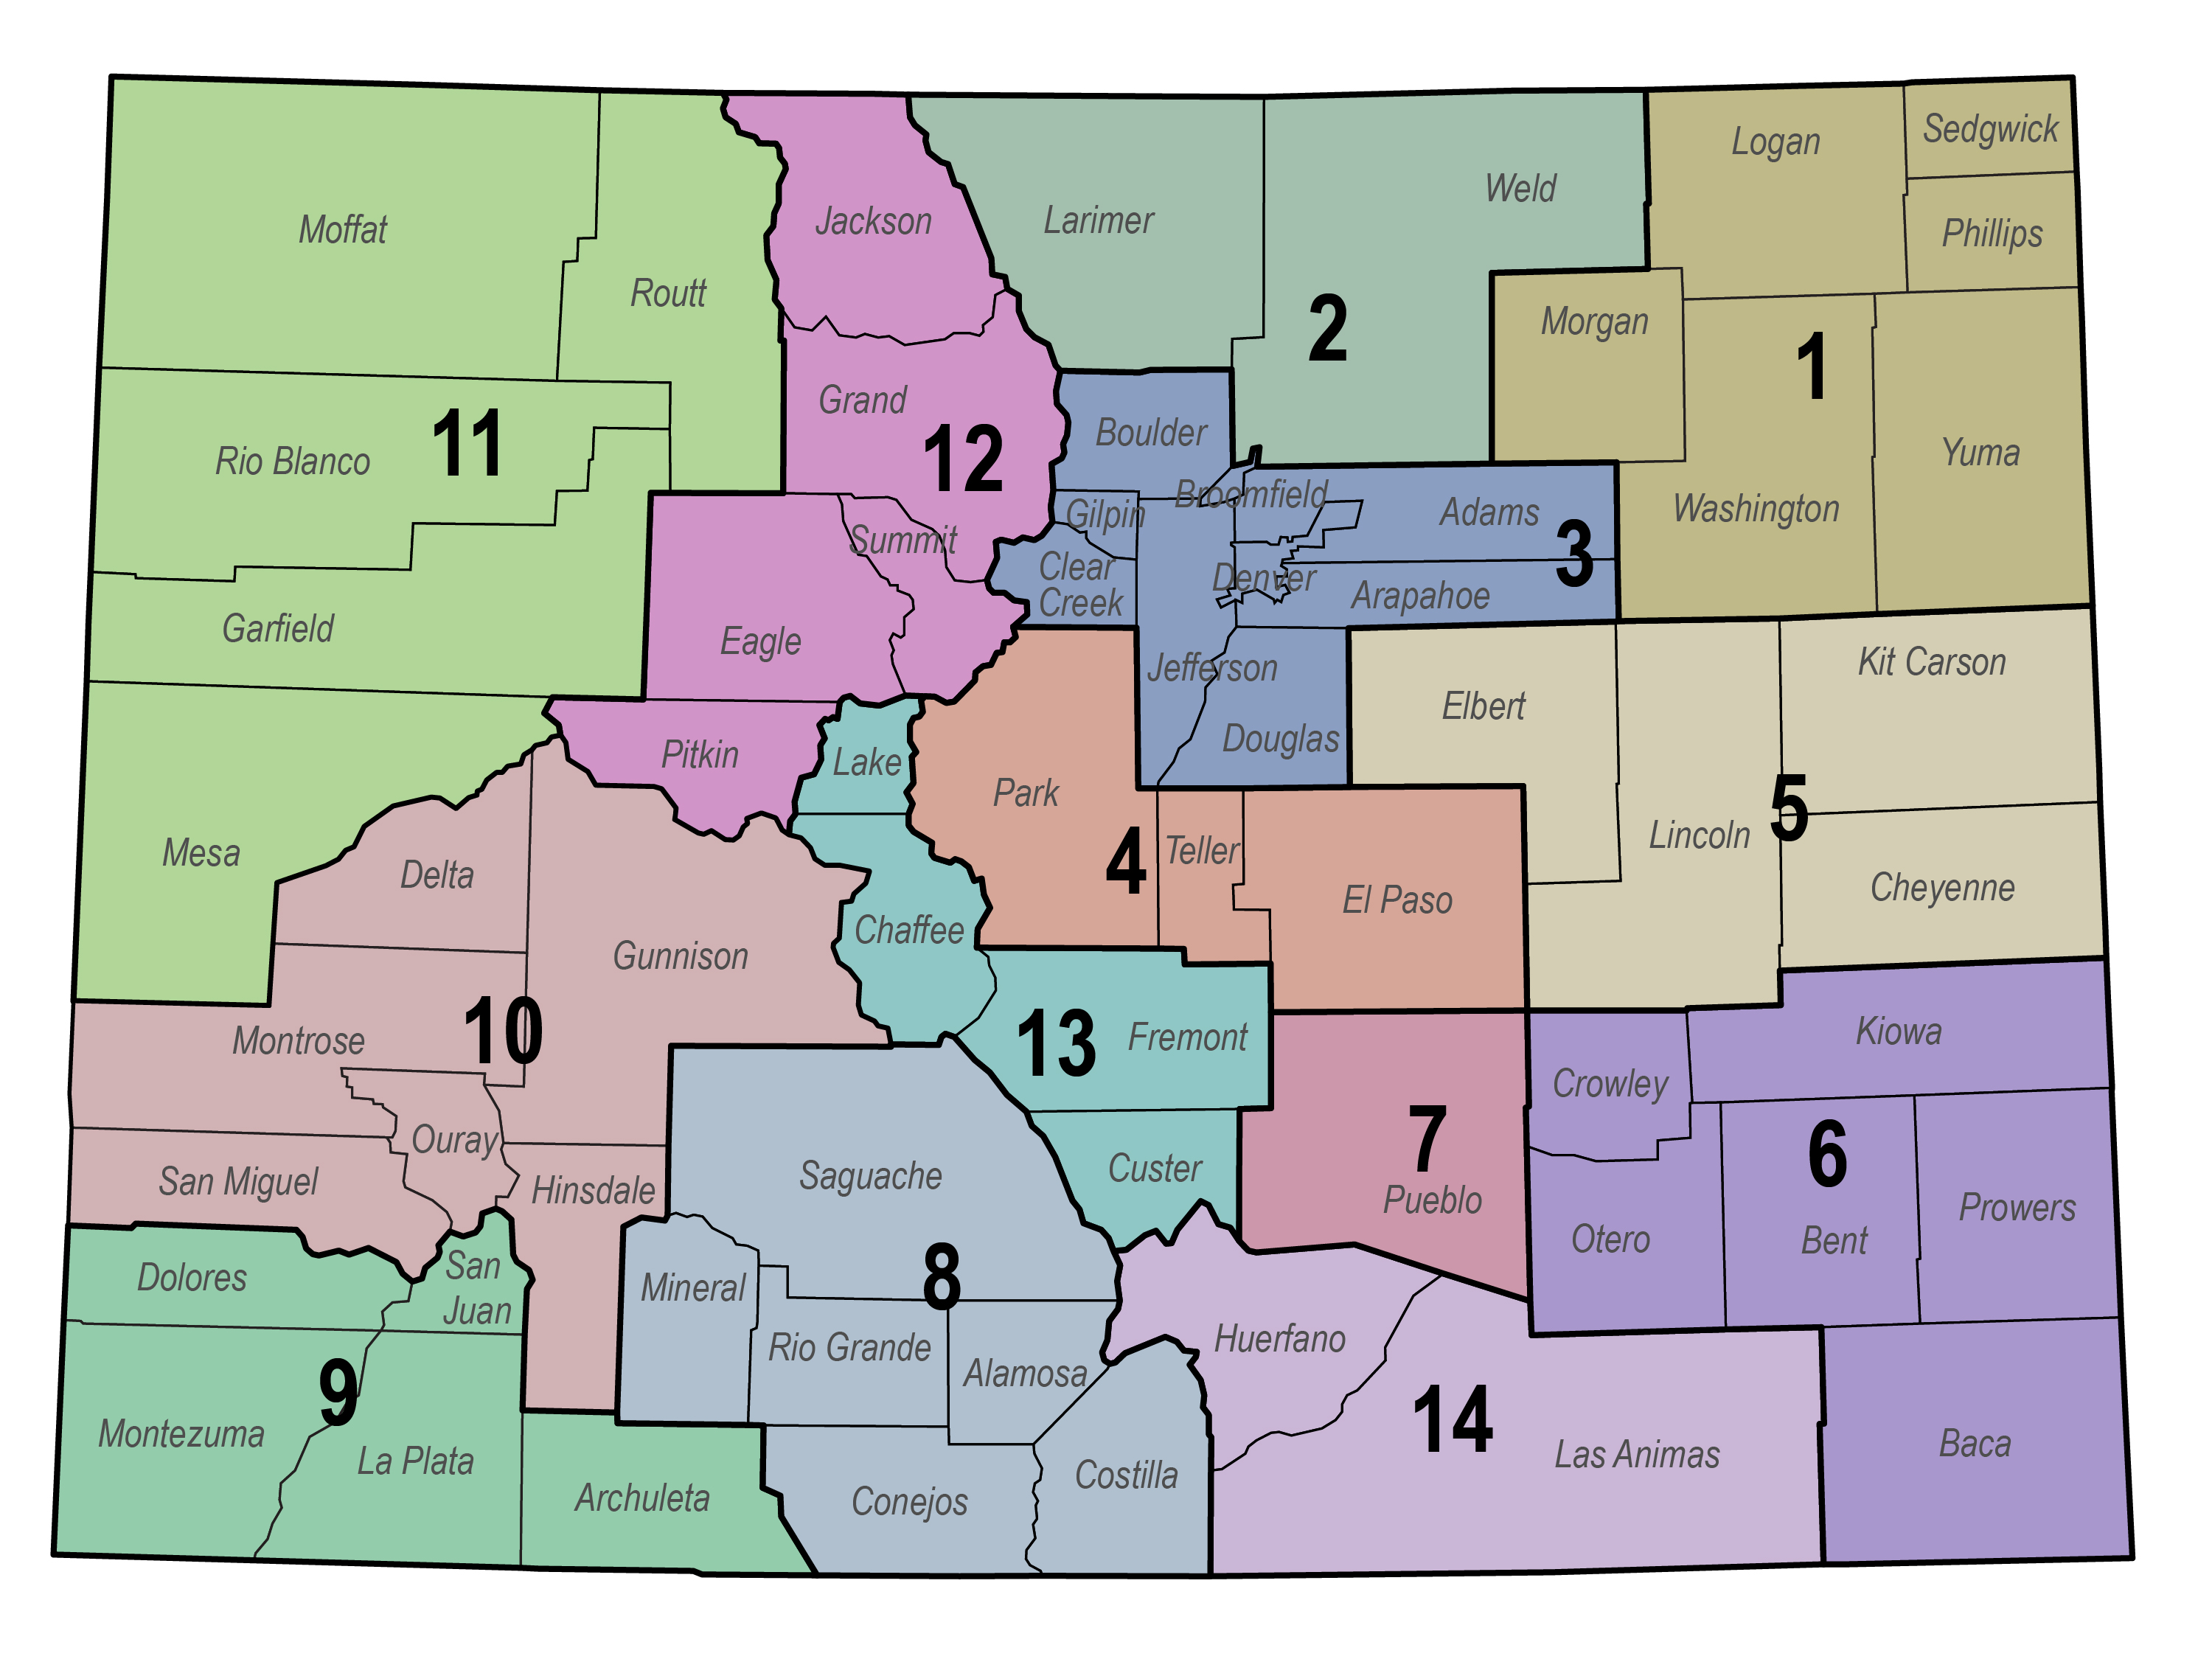 Sedgwick
Logan
Weld
Jackson
Larimer
Moffat
Phillips
Routt
Morgan
2
1
Grand
Boulder
11
12
Rio Blanco
Yuma
Broomfield
Gilpin
Adams
Washington
Summit
3
Clear
Creek
Denver
Arapahoe
Garfield
Eagle
Jefferson
Kit Carson
Elbert
Douglas
Pitkin
Lake
Park
5
Lincoln
Mesa
Teller
4
Delta
Cheyenne
El Paso
Chaffee
Gunnison
10
Montrose
13
Fremont
Kiowa
Crowley
Ouray
7
6
San Miguel
Hinsdale
Saguache
Custer
Pueblo
Prowers
Otero
Bent
San
Juan
Dolores
8
Mineral
Huerfano
Rio Grande
Alamosa
9
14
Montezuma
La Plata
Las Animas
Baca
Archuleta
Conejos
Costilla